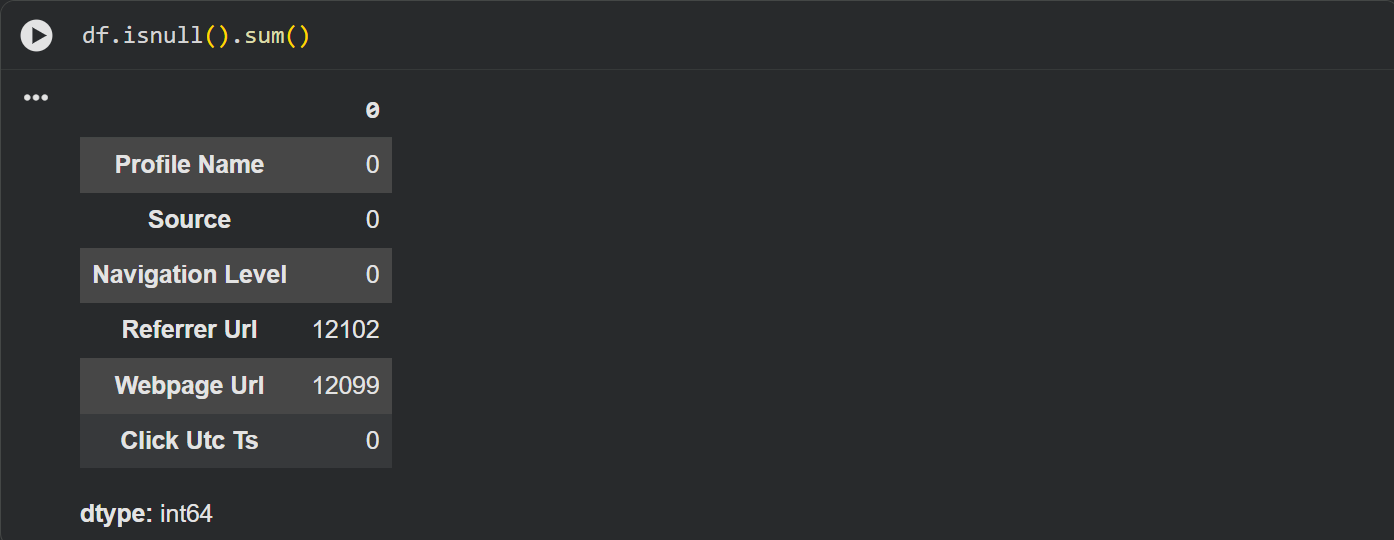 df.isnull().sum()
0
Profile Name 0
Source 0
Navigation Level 0
Referrer Url 12102
Webpage Url 12099
Click Utc Ts 0
dtype: int64